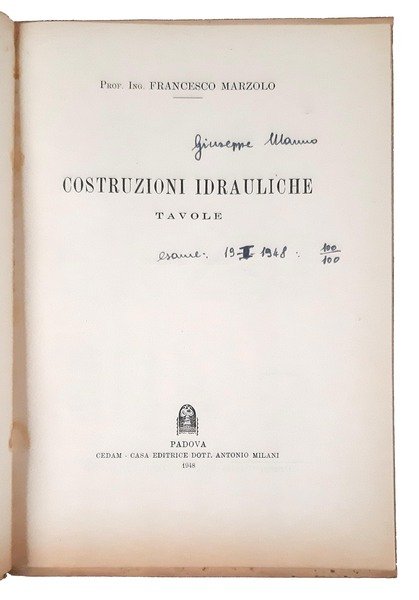 Prof. Ing. FRANCESCO MARZOLO
Giuseppe Manno
COSTRUZIONI IDRAULICHE
TAVOLE
esame: 19-II-1948: 100/100
PADOVA
CEDAM - CASA EDITRICE DOTT. ANTONIO MILANI
1948